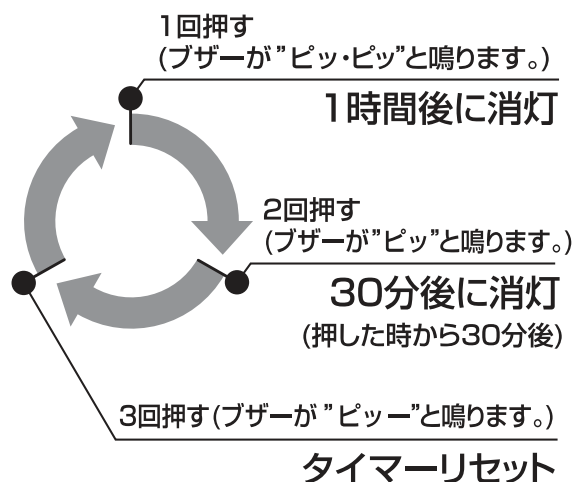 1回押す
(ブザーが”ピッ・ピッ”と鳴ります。)
1時間後に消灯
2回押す
(ブザーが”ピッ”と鳴ります。)
30分後に消灯
(押した時から30分後)
3回押す(ブザーが ” ピッー”と鳴ります。)
タイマーリセット